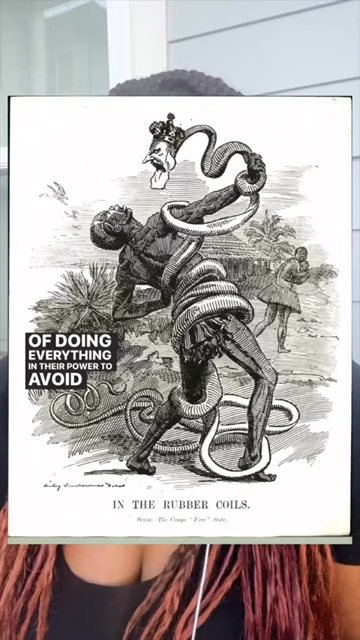 OF DOING
EVERYTHING
IN THEIR POWER TO
AVOID
IN THE RUBBER COILS.
SCENE—The Congo "Free" State.